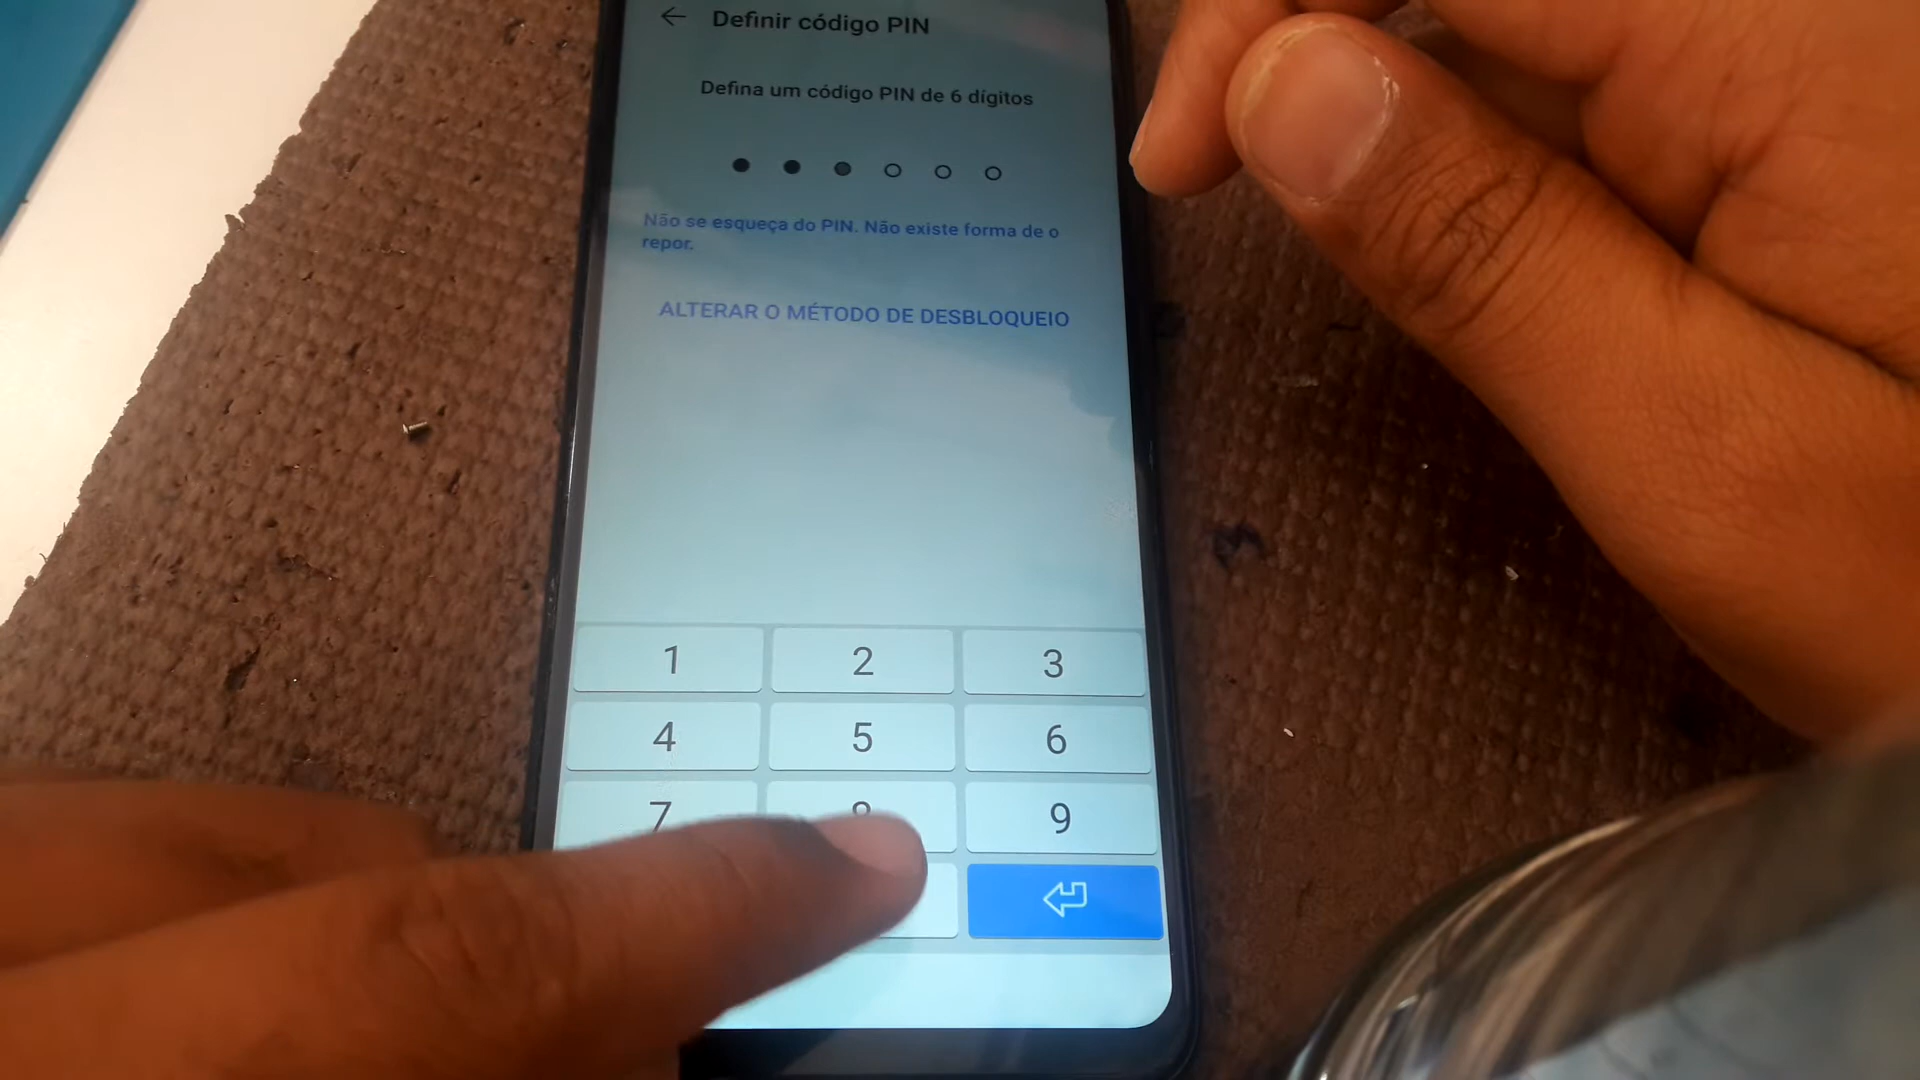 Definir código PIN
Defina um código PIN de 6 dígitos
Não se esqueça do PIN. Não existe forma de o
repor.
ALTERAR O MÉTODO DE DESBLOQUEIO
1 2 3
4 5 6
7 8 9